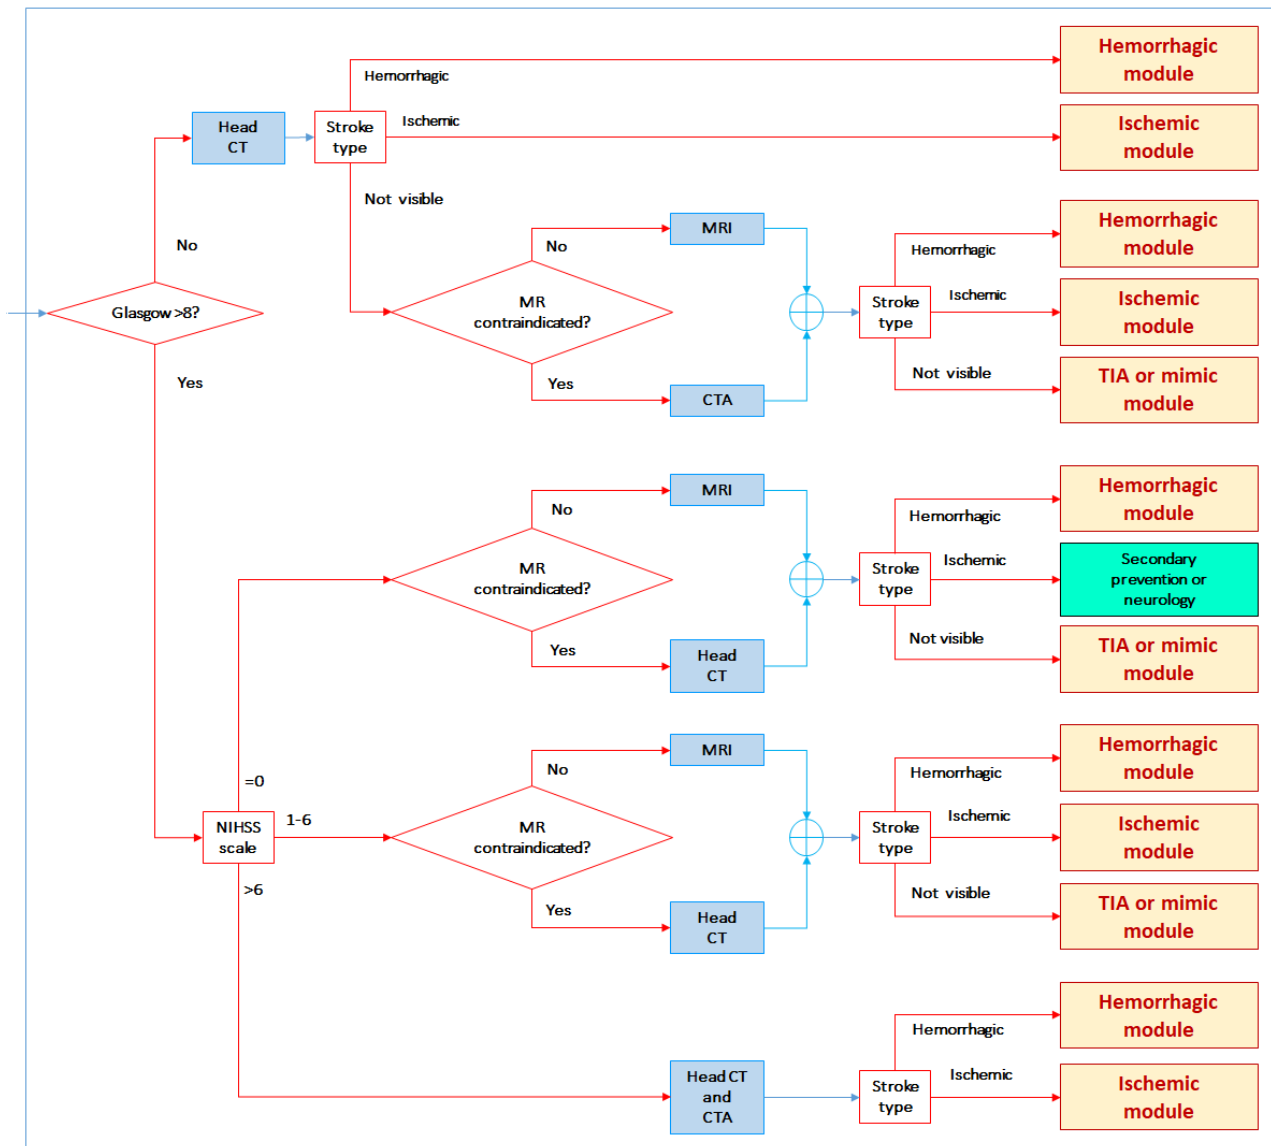 Hemorrhagic
module
Hemorrhagic
Head
CT
Stroke
type
Ischemic
Ischemic
module
Not visible
No
MRI
Hemorrhagic
module
No
Hemorrhagic
Glasgow >8?
MR
contraindicated?
Stroke
type
Ischemic
Ischemic
module
Yes
Yes
CTA
Not visible
TIA or mimic
module
MRI
Hemorrhagic
module
No
Hemorrhagic
MR
contraindicated?
Stroke
type
Ischemic
Secondary
prevention or
neurology
Yes
Head
CT
Not visible
TIA or mimic
module
MRI
Hemorrhagic
module
=0
No
Hemorrhagic
NIHSS
scale
1-6
MR
contraindicated?
Stroke
type
Ischemic
Ischemic
module
>6
Yes
Head
CT
Not visible
TIA or mimic
module
Hemorrhagic
module
Hemorrhagic
Head CT
and
CTA
Stroke
type
Ischemic
Ischemic
module